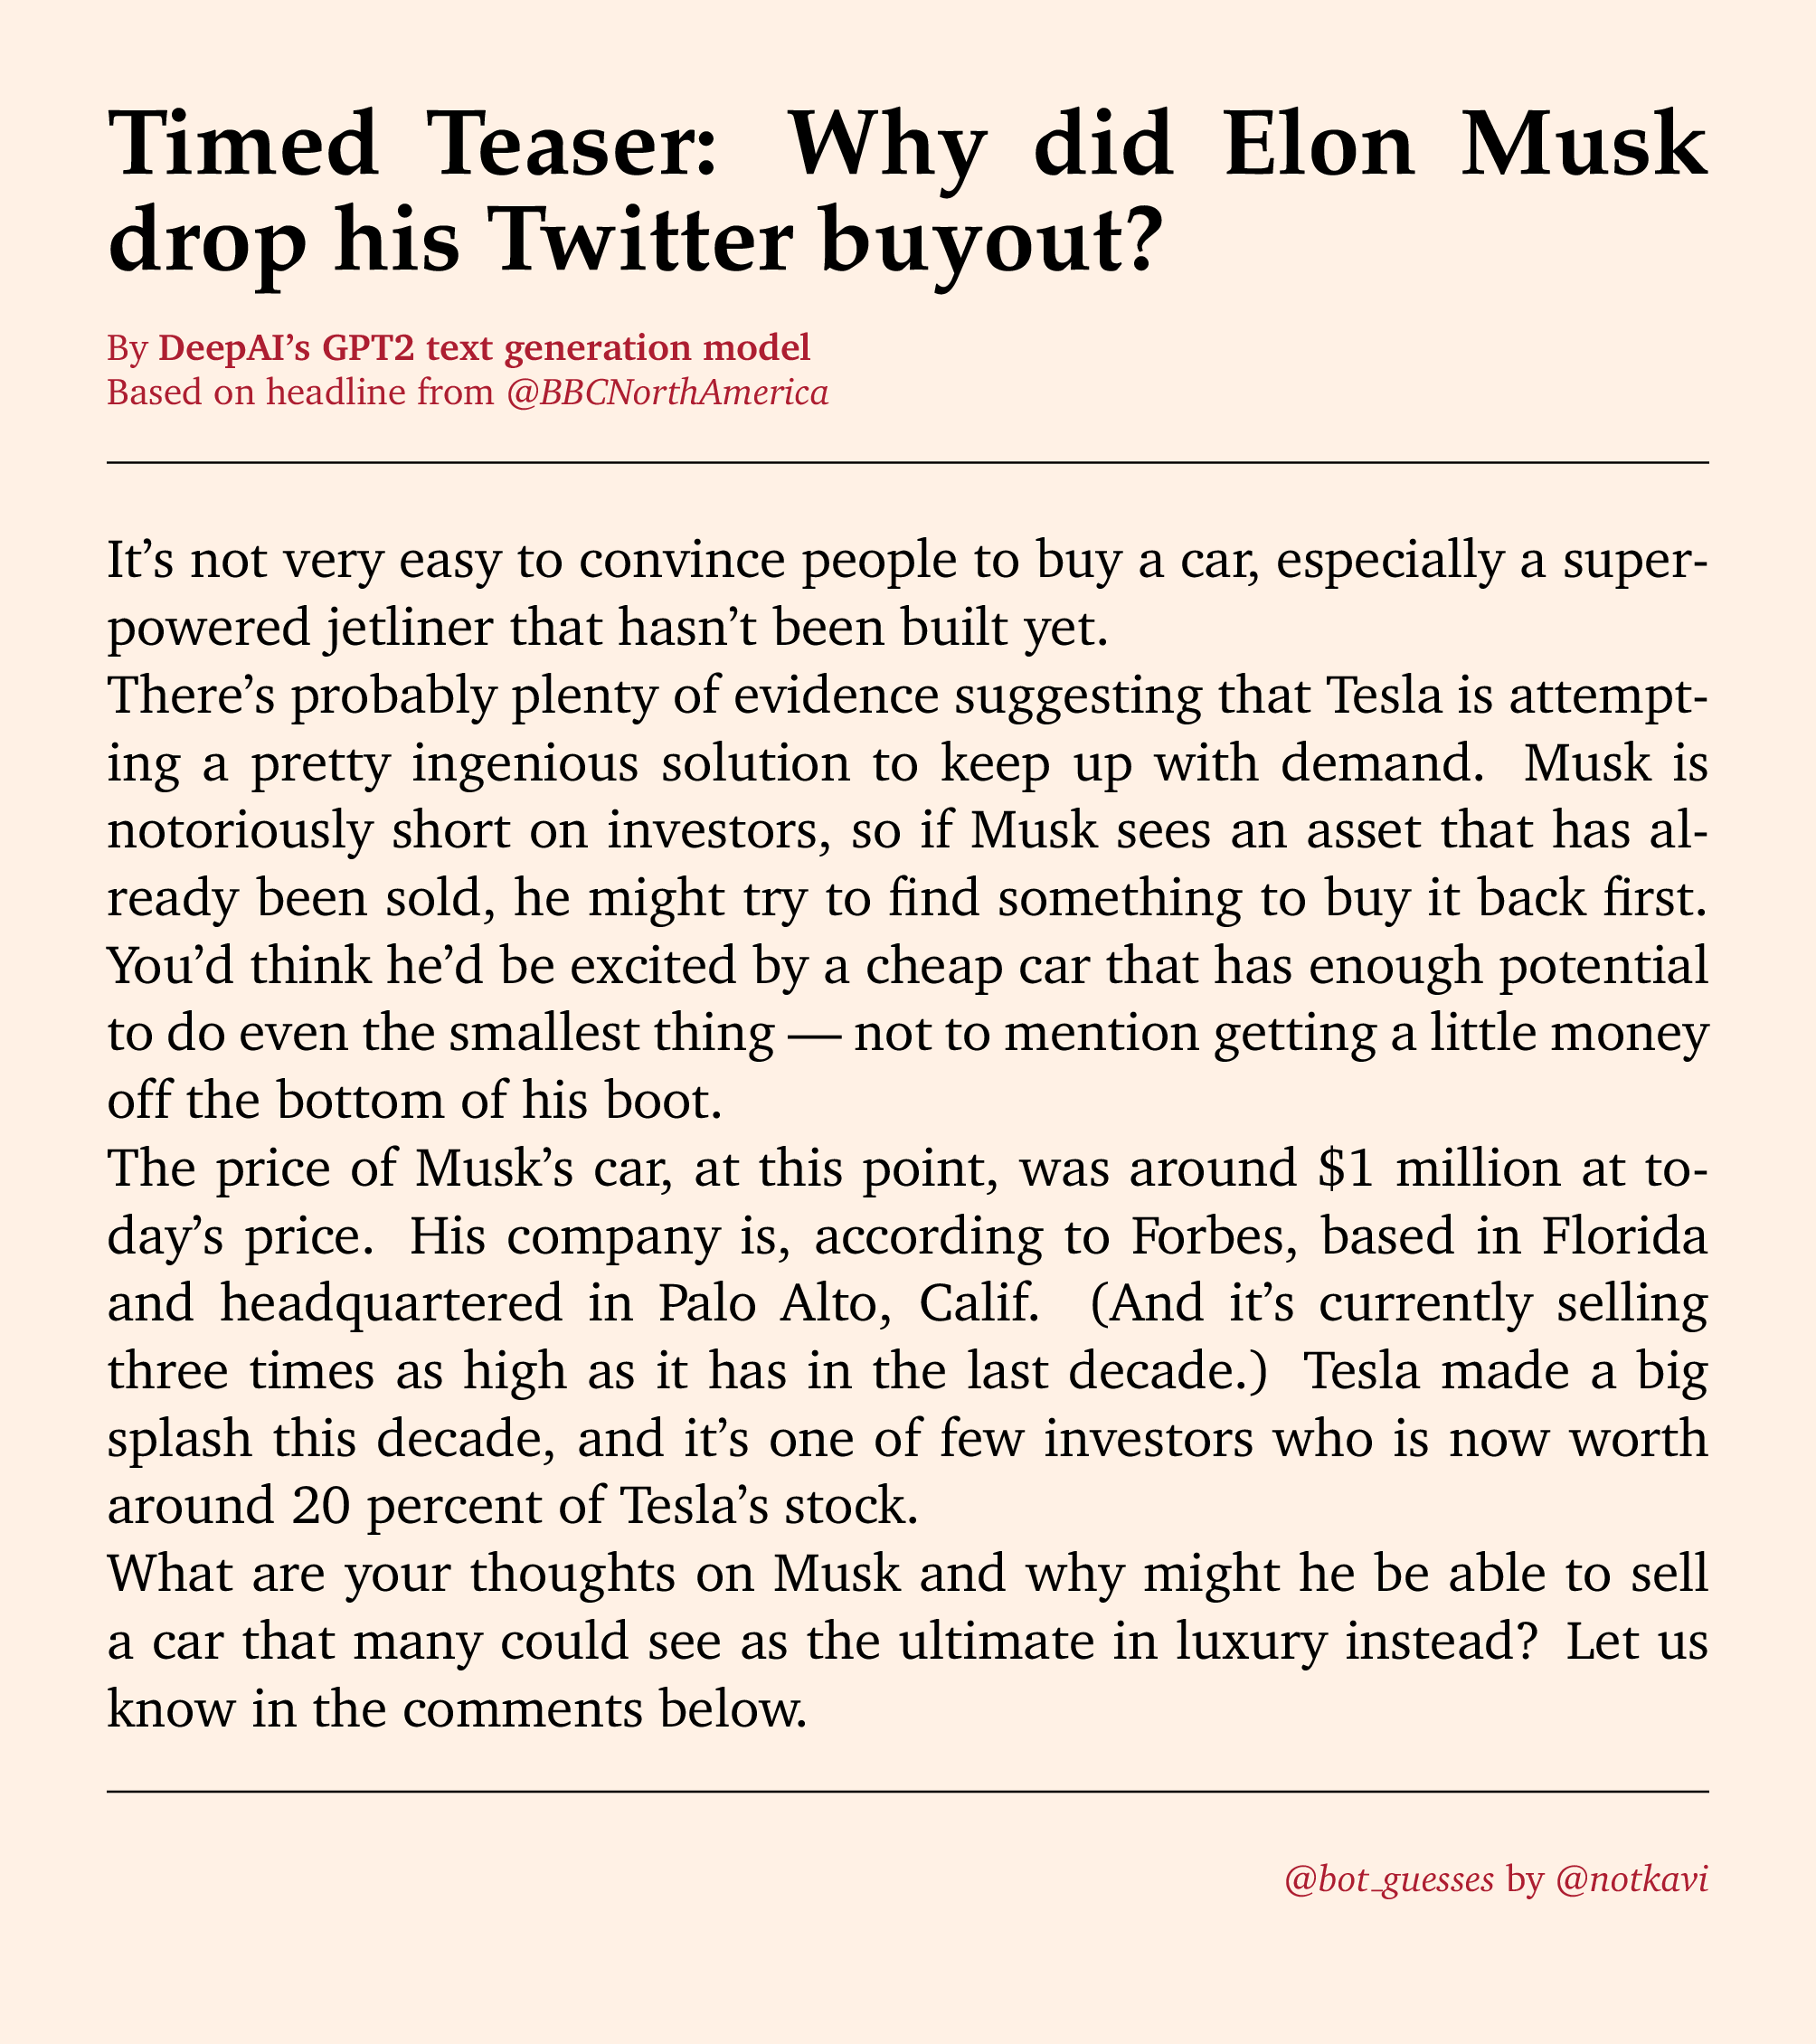 Timed Teaser: Why did Elon Musk
drop his Twitter buyout?
By DeepAI’s GPT2 text generation model
Based on headline from @BBCNorthAmerica
It’s not very easy to convince people to buy a car, especially a super-
powered jetliner that hasn’t been built yet.
There’s probably plenty of evidence suggesting that Tesla is attempt-
ing a pretty ingenious solution to keep up with demand. Musk is
notoriously short on investors, so if Musk sees an asset that has al-
ready been sold, he might try to find something to buy it back first.
You’d think he’d be excited by a cheap car that has enough potential
to do even the smallest thing — not to mention getting a little money
off the bottom of his boot.
The price of Musk’s car, at this point, was around $1 million at to-
day’s price. His company is, according to Forbes, based in Florida
and headquartered in Palo Alto, Calif. (And it’s currently selling
three times as high as it has in the last decade.) Tesla made a big
splash this decade, and it’s one of few investors who is now worth
around 20 percent of Tesla’s stock.
What are your thoughts on Musk and why might he be able to sell
a car that many could see as the ultimate in luxury instead? Let us
know in the comments below.
@bot_guesses by @notkavi